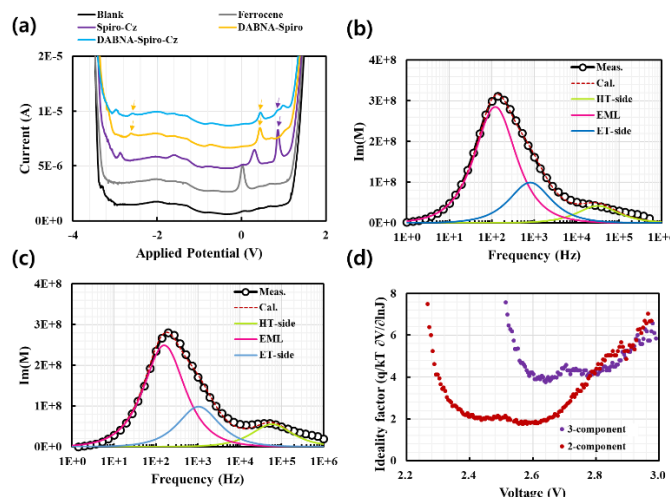 (a)
Blank
Ferrocene
Spiro-Cz
DABNA-Spiro
DABNA-Spiro-Cz
Current (A)
1E-5
5E-6
0E+0
-4 -2 0 2
Applied Potential (V)
(b)
Im(M)
4E+8
3E+8
2E+8
1E+8
0E+0
Meas.
Cal.
HT-side
EML
ET-side
1E+0 1E+1 1E+2 1E+3 1E+4 1E+5 1E+6
Frequency (Hz)
(c)
Im(M)
4E+8
3E+8
2E+8
1E+8
0E+0
Meas.
Cal.
HT-side
EML
ET-side
1E+0 1E+1 1E+2 1E+3 1E+4 1E+5 1E+6
Frequency (Hz)
(d)
Ideality factor (q/kT ∂V/∂lnJ)
8
6
4
2
0
3-component
2-component
2.2 2.4 2.6 2.8 3.0
Voltage (V)